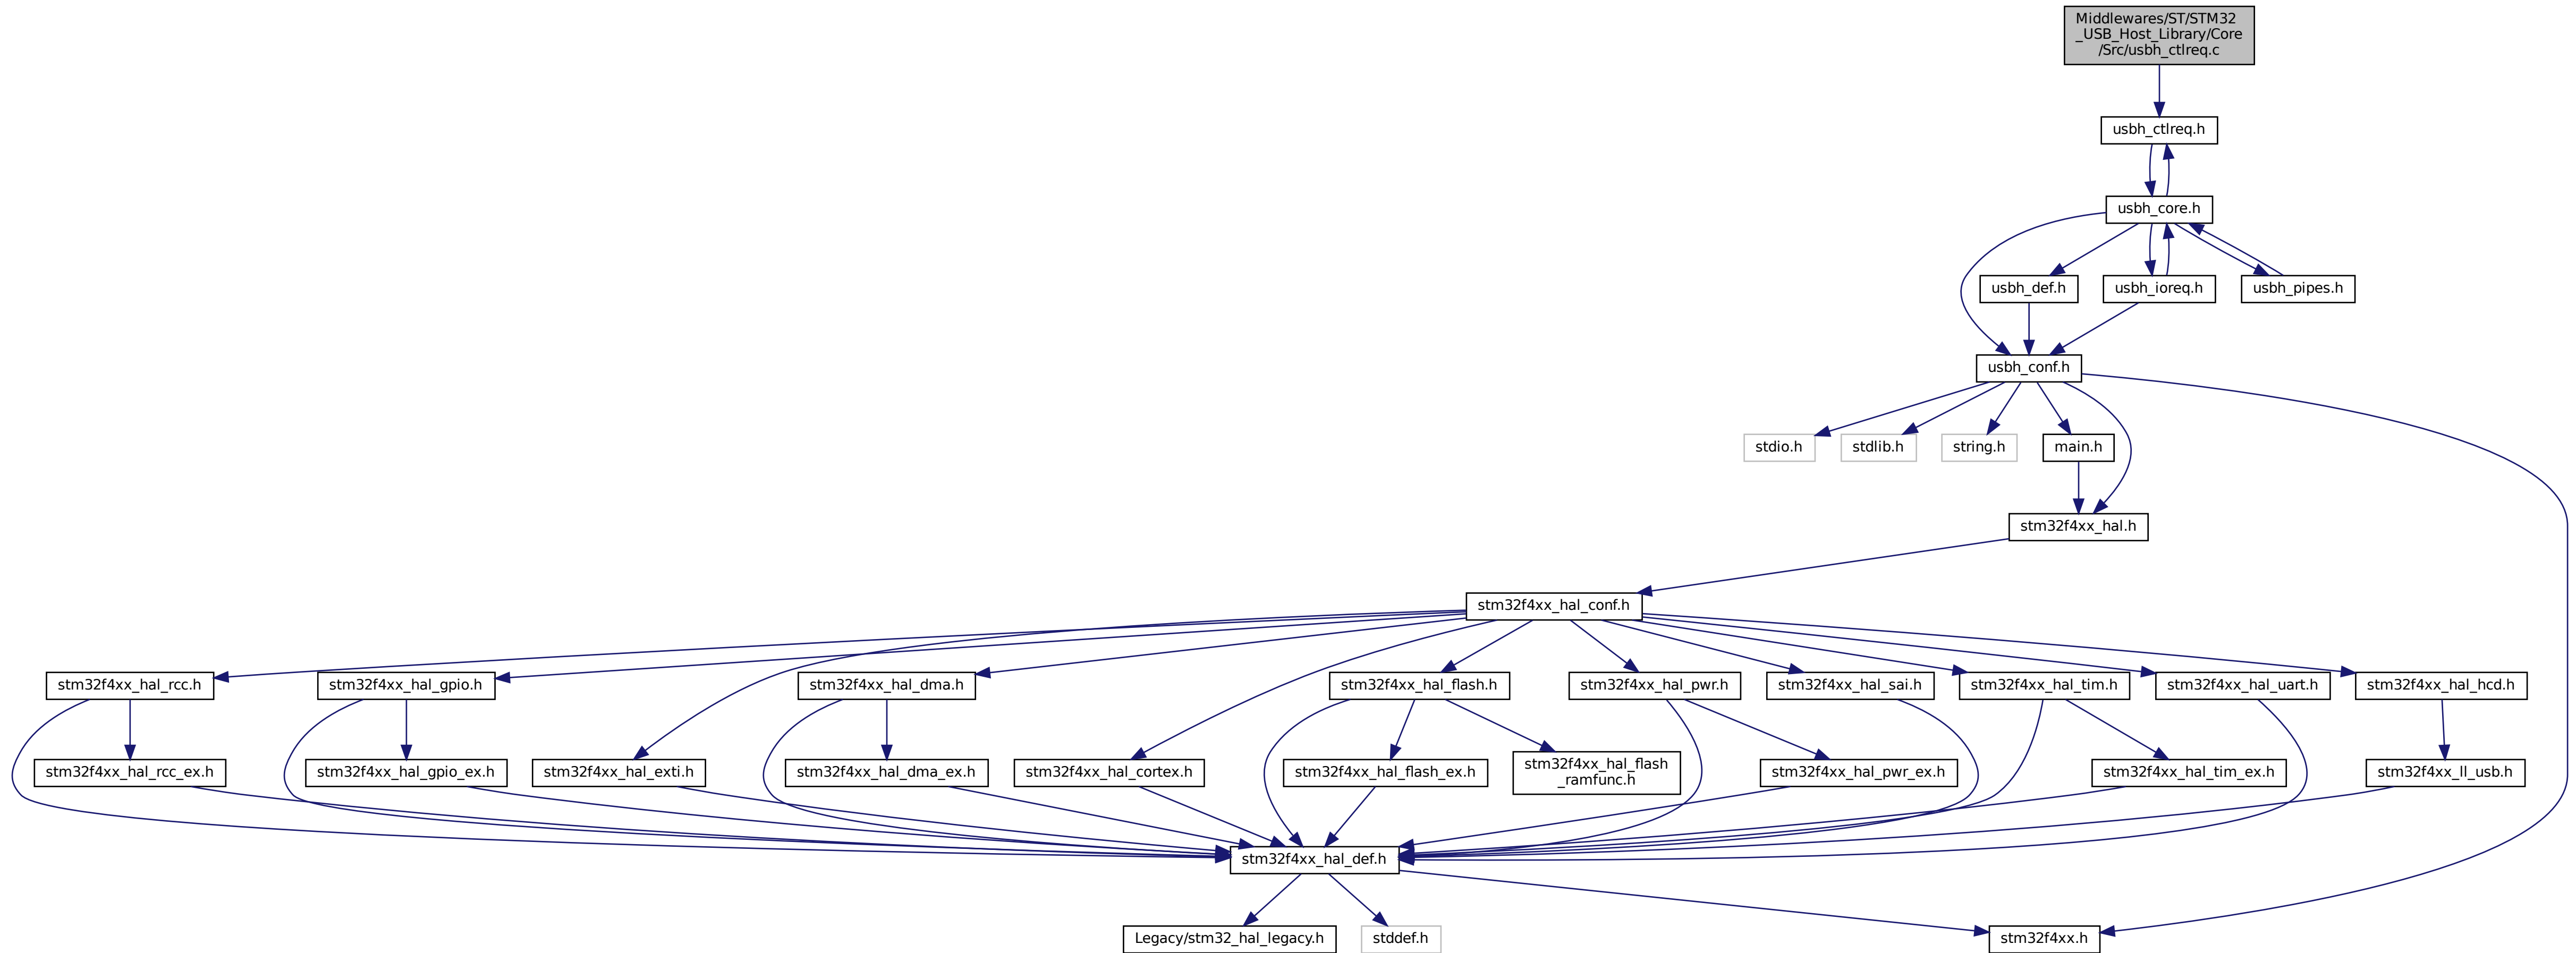 Middlewares/ST/STM32
_USB_Host_Library/Core
/Src/usbh_ctlreq.c
usbh_ctlreq.h
usbh_core.h
usbh_def.h
usbh_ioreq.h
usbh_pipes.h
usbh_conf.h
stdio.h
stdlib.h
string.h
main.h
stm32f4xx_hal.h
stm32f4xx_hal_conf.h
stm32f4xx_hal_rcc.h
stm32f4xx_hal_gpio.h
stm32f4xx_hal_dma.h
stm32f4xx_hal_flash.h
stm32f4xx_hal_pwr.h
stm32f4xx_hal_sai.h
stm32f4xx_hal_tim.h
stm32f4xx_hal_uart.h
stm32f4xx_hal_hcd.h
stm32f4xx_hal_rcc_ex.h
stm32f4xx_hal_gpio_ex.h
stm32f4xx_hal_exti.h
stm32f4xx_hal_dma_ex.h
stm32f4xx_hal_cortex.h
stm32f4xx_hal_flash_ex.h
stm32f4xx_hal_flash
_ramfunc.h
stm32f4xx_hal_pwr_ex.h
stm32f4xx_hal_tim_ex.h
stm32f4xx_ll_usb.h
stm32f4xx_hal_def.h
Legacy/stm32_hal_legacy.h
stddef.h
stm32f4xx.h